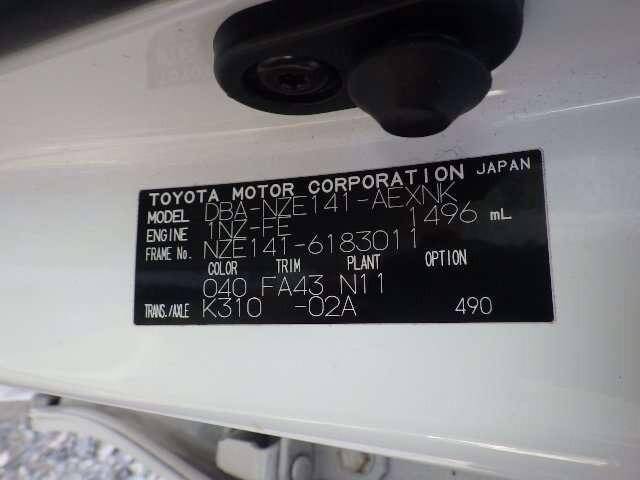 TOYOTA MOTOR CORPORATION JAPAN
MODEL DBA-NZE141-AEXNK
ENGINE 1NZ-FE 1496 mL
FRAME No. NZE141-6183011
COLOR TRIM PLANT OPTION
040 FA43 N11
TRANS./AXLE K310 -02A 490